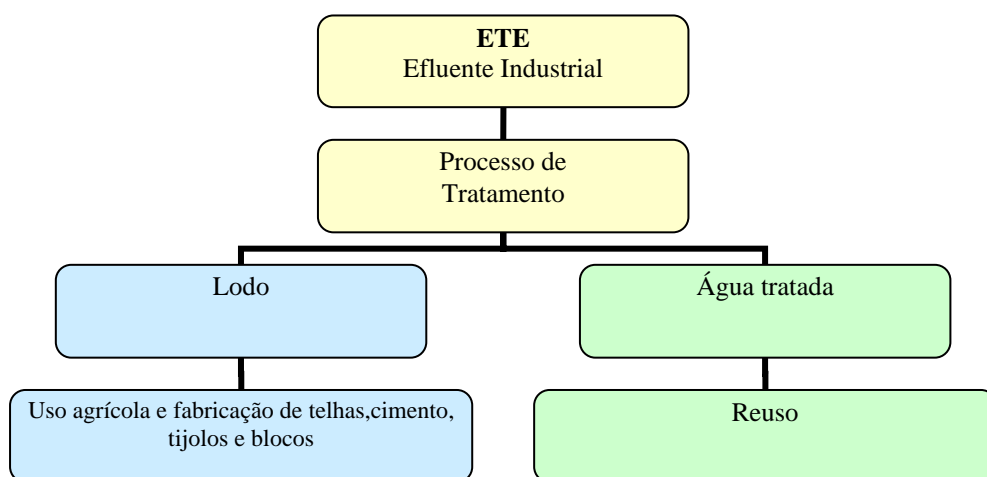 ETE
Efluente Industrial
Processo de
Tratamento
Lodo
Água tratada
Uso agrícola e fabricação de telhas,cimento,
tijolos e blocos
Reuso